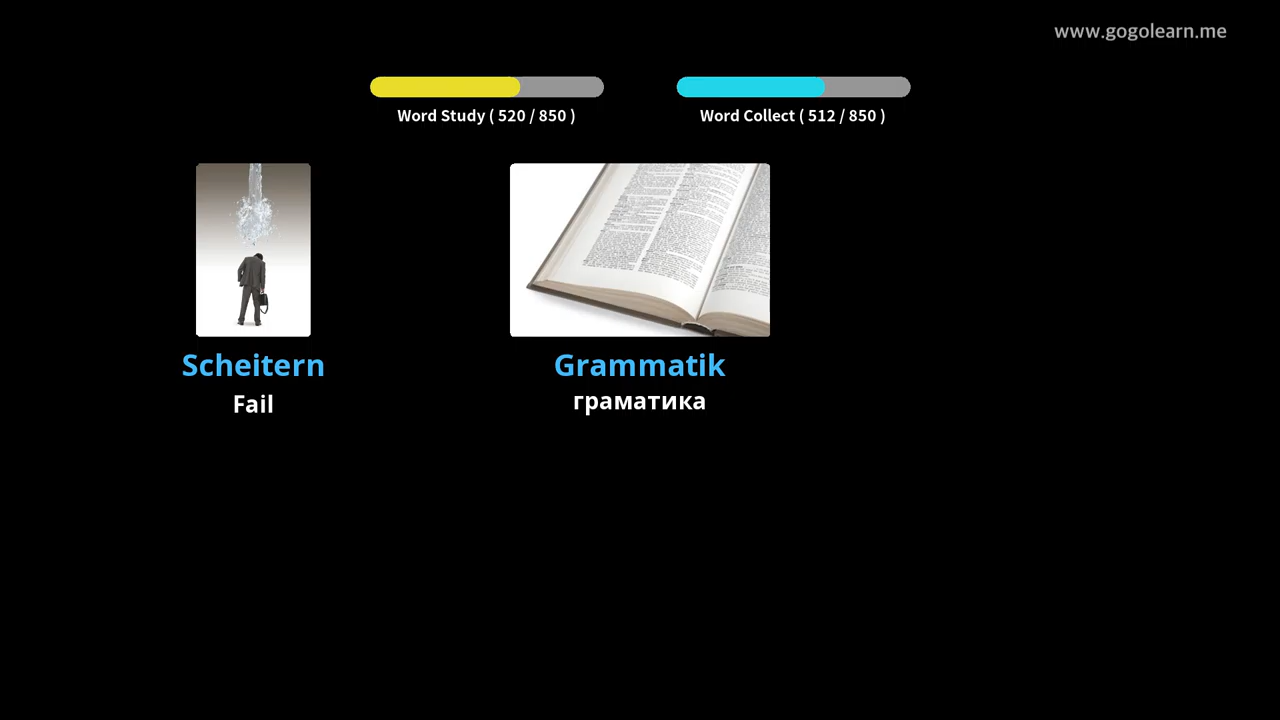 www.gogolearn.me
Word Study ( 520 / 850 )
Word Collect ( 512 / 850 )
Scheitern
Fail
Grammatik
граматика